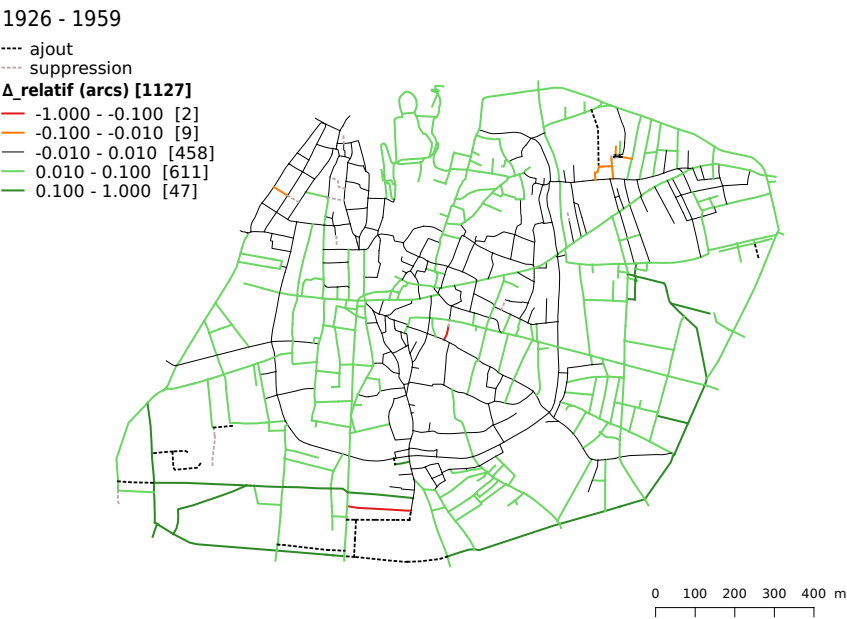 1926 - 1959
ajout
suppression
Δ_relatif (arcs) [1127]
-1.000 - -0.100 [2]
-0.100 - -0.010 [9]
-0.010 - 0.010 [458]
0.010 - 0.100 [611]
0.100 - 1.000 [47]
0 100 200 300 400 m